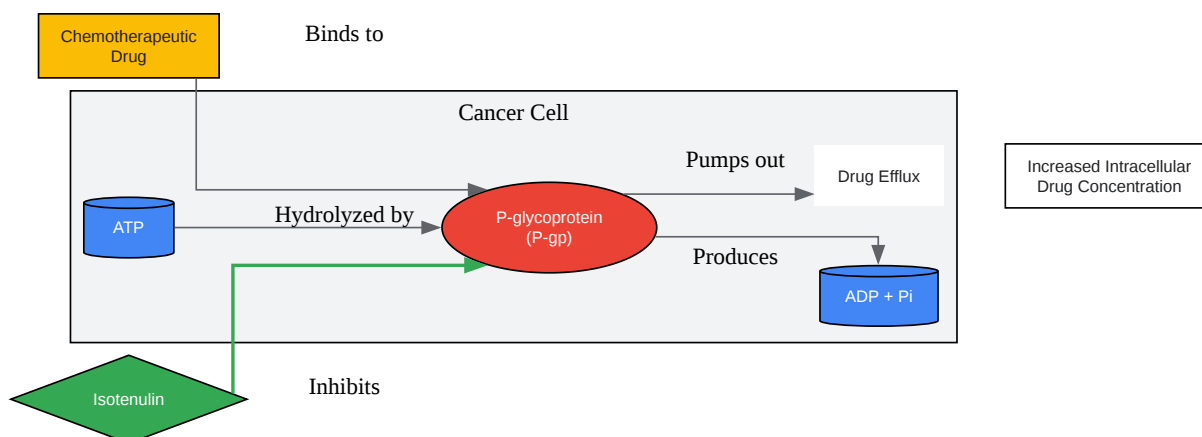 Chemotherapeutic
Drug
Binds to
Cancer Cell
Pumps out
Drug Efflux
Increased Intracellular
Drug Concentration
ATP
Hydrolyzed by
P-glycoprotein
(P-gp)
Produces
ADP + Pi
Isotenulin
Inhibits